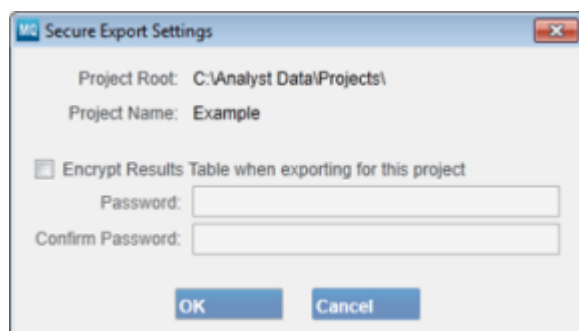 MQ Secure Export Settings
Project Root: C:\Analyst Data\Projects\
Project Name: Example
Encrypt Results Table when exporting for this project
Password:
Confirm Password:
OK Cancel